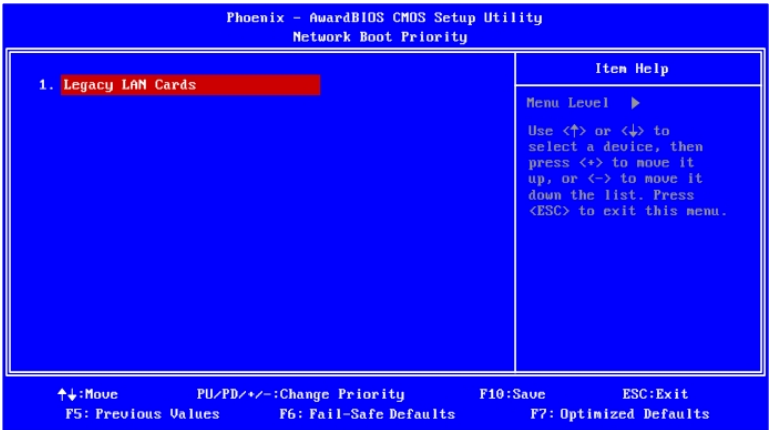 Phoenix - AwardBIOS CMOS Setup Utility
Network Boot Priority
1. Legacy LAN Cards
Item Help
Menu Level ▶
Use <↑> or <↓> to
select a device, then
press <+> to move it
up, or <-> to move it
down the list. Press
<ESC> to exit this menu.
↑↓:Move PU/PD/+/-:Change Priority F10:Save ESC:Exit
F5: Previous Values F6: Fail-Safe Defaults F7: Optimized Defaults